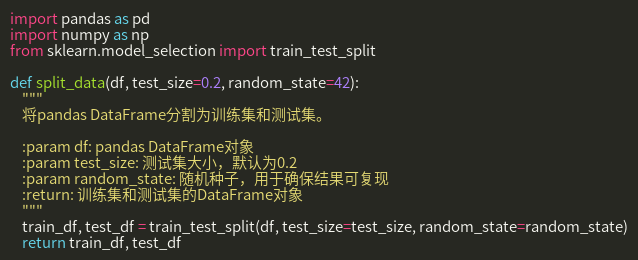 import pandas as pd
import numpy as np
from sklearn.model_selection import train_test_split
def split_data(df, test_size=0.2, random_state=42):
"""
将pandas DataFrame分割为训练集和测试集。
:param df: pandas DataFrame对象
:param test_size: 测试集大小，默认为0.2
:param random_state: 随机种子，用于确保结果可复现
:return: 训练集和测试集的DataFrame对象
"""
train_df, test_df = train_test_split(df, test_size=test_size, random_state=random_state)
return train_df, test_df